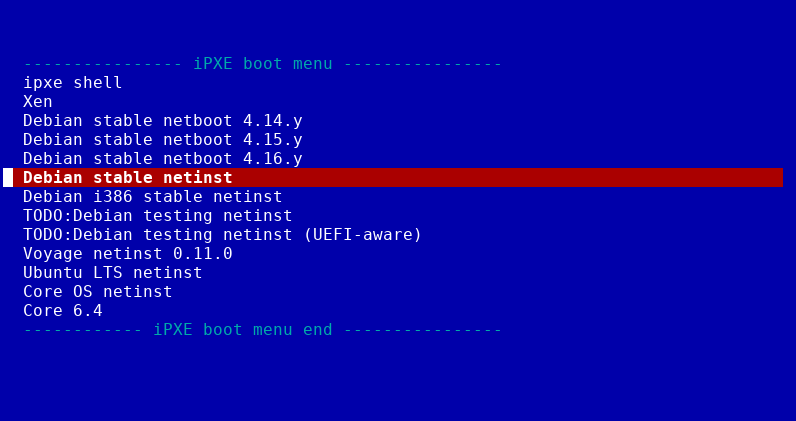 ---------------- iPXE boot menu ----------------
ipxe shell
Xen
Debian stable netboot 4.14.y
Debian stable netboot 4.15.y
Debian stable netboot 4.16.y
Debian stable netinst
Debian i386 stable netinst
TODO:Debian testing netinst
TODO:Debian testing netinst (UEFI-aware)
Voyage netinst 0.11.0
Ubuntu LTS netinst
Core OS netinst
Core 6.4
------------ iPXE boot menu end ----------------